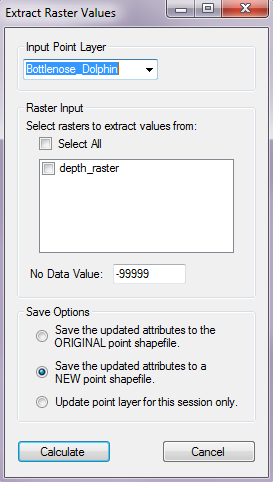 Extract Raster Values
Input Point Layer
Bottlenose_Dolphin
Raster Input
Select rasters to extract values from:
Select All
depth_raster
No Data Value:
-99999
Save Options
Save the updated attributes to the
ORIGINAL point shapefile.
Save the updated attributes to a
NEW point shapefile.
Update point layer for this session only.
Calculate
Cancel